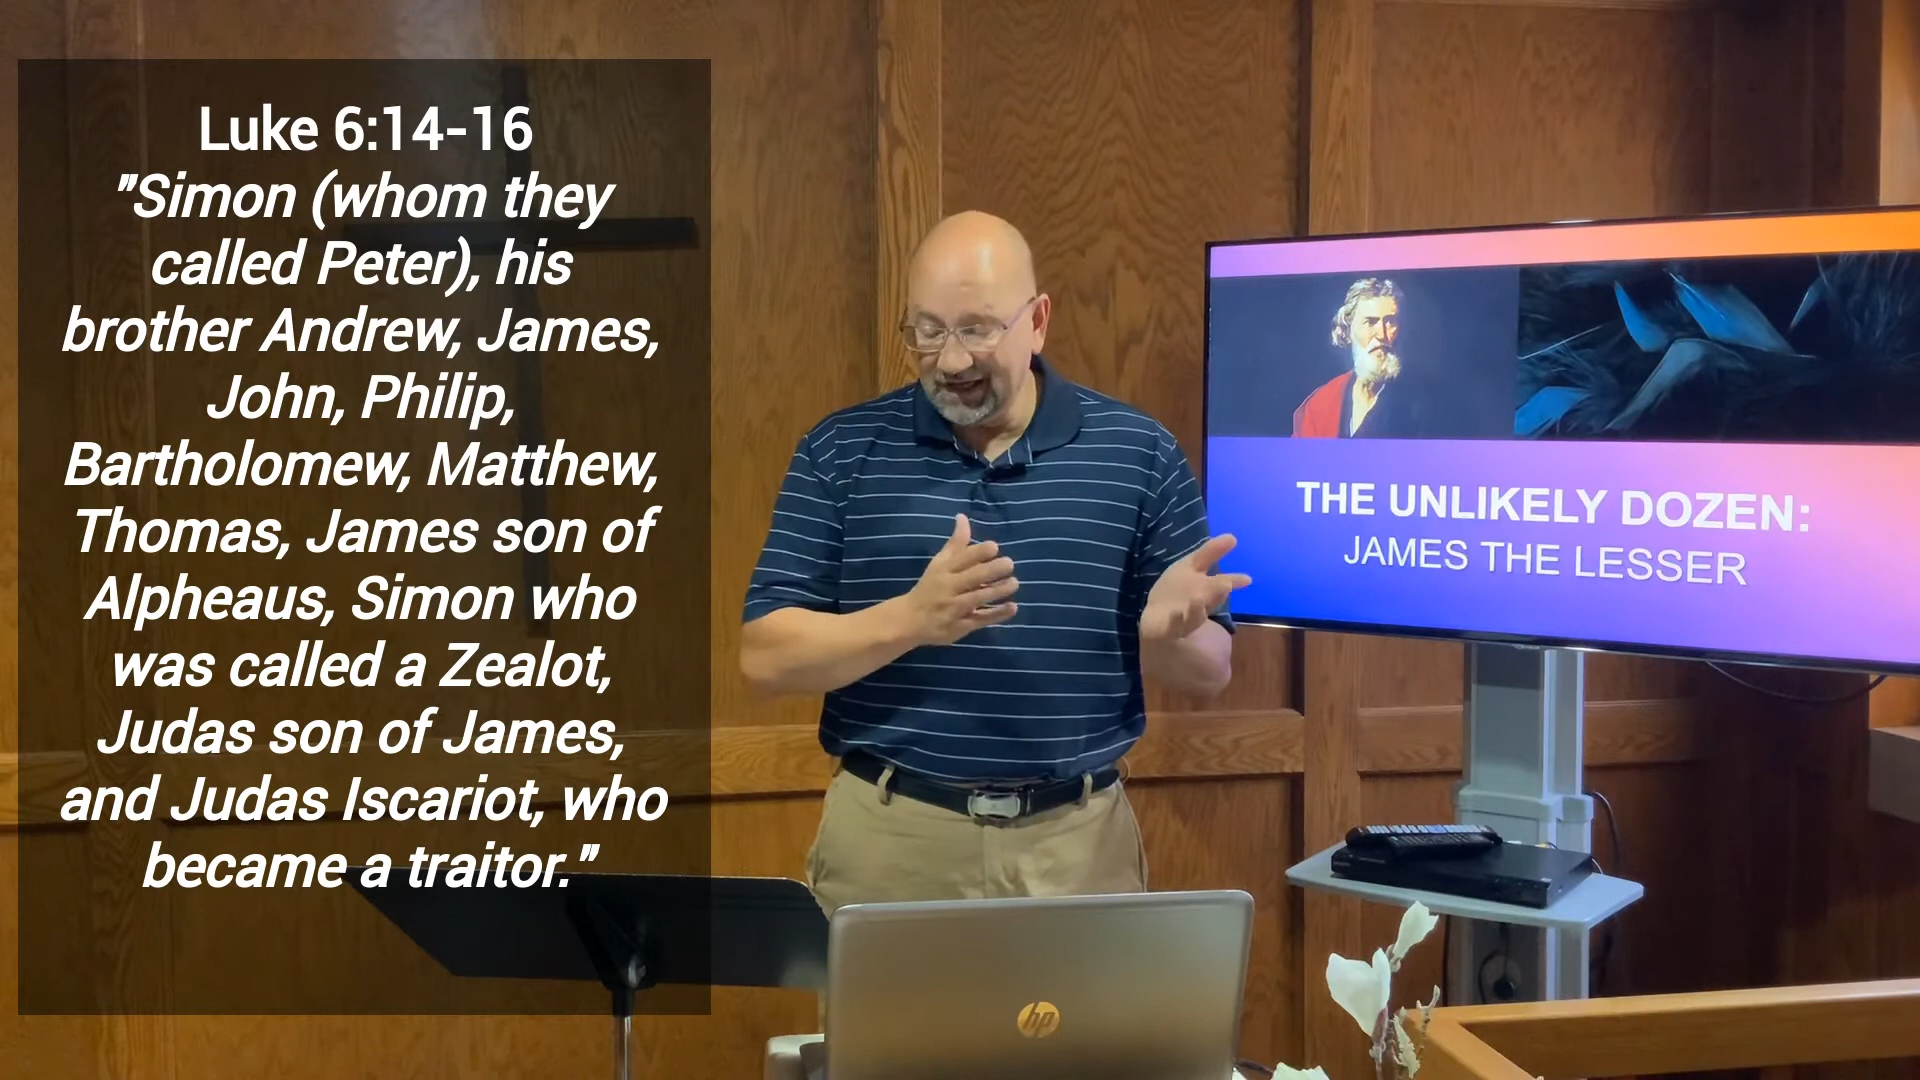 Luke 6:14-16
"Simon (whom they
called Peter), his
brother Andrew, James,
John, Philip,
Bartholomew, Matthew,
Thomas, James son of
Alpheaus, Simon who
was called a Zealot,
Judas son of James,
and Judas Iscariot, who
became a traitor."
THE UNLIKELY DOZEN:
JAMES THE LESSER
hp